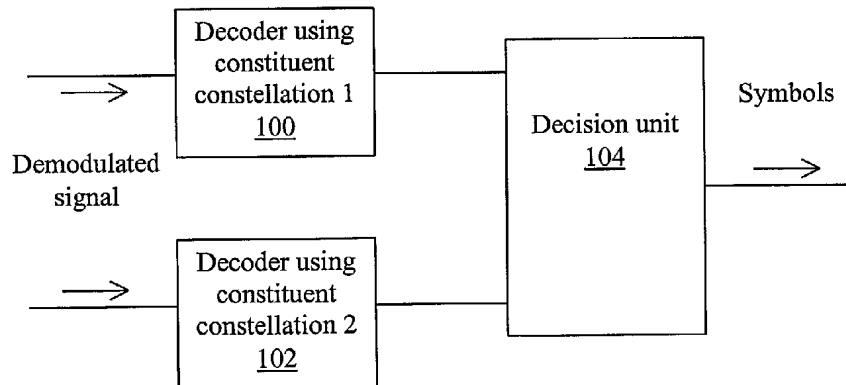 Decoder using
constituent
constellation 1
100
Demodulated
signal
Decoder using
constituent
constellation 2
102
Decision unit
104
Symbols